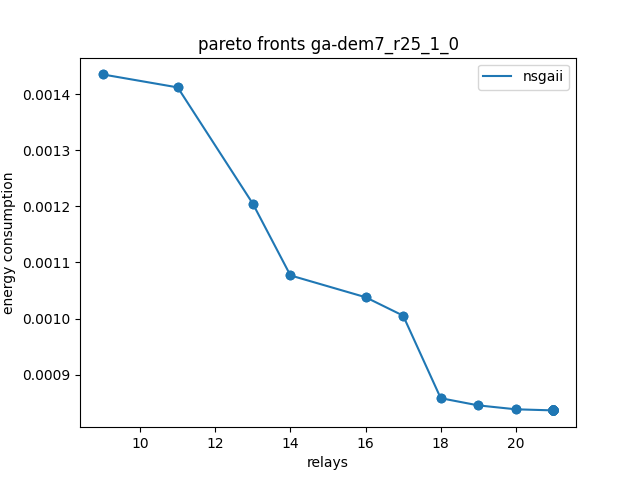 pareto fronts ga-dem7_r25_1_0
nsgaii
energy consumption
0.0014
0.0013
0.0012
0.0011
0.0010
0.0009
10 12 14 16 18 20
relays